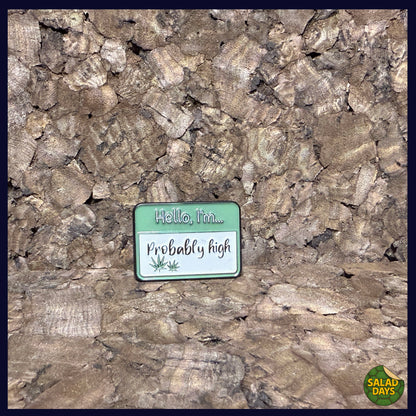 Hello, I'm...
Probably high
SALAD
DAYS